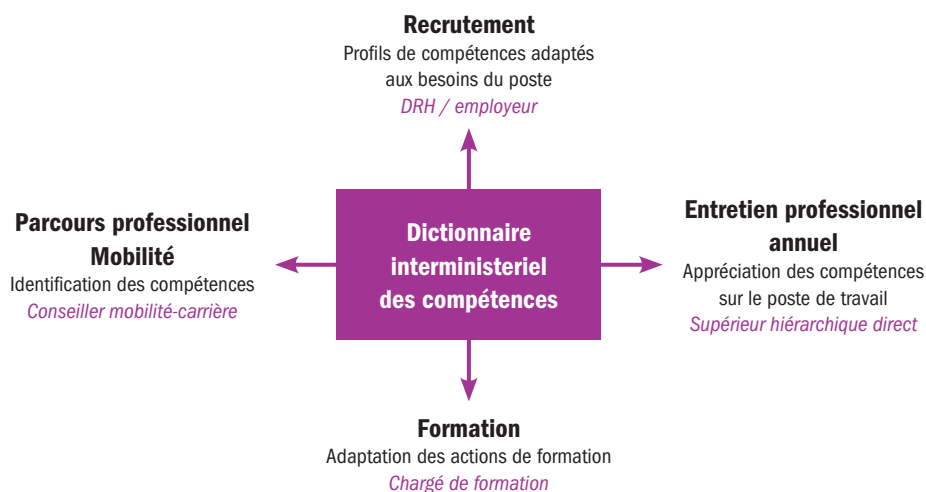 Recrutement
Profils de compétences adaptés
aux besoins du poste
DRH / employeur
Parcours professionnel
Mobilité
Identification des compétences
Conseiller mobilité-carrière
Dictionnaire
interministeriel
des compétences
Entretien professionnel
annuel
Appréciation des compétences
sur le poste de travail
Supérieur hiérarchique direct
Formation
Adaptation des actions de formation
Chargé de formation